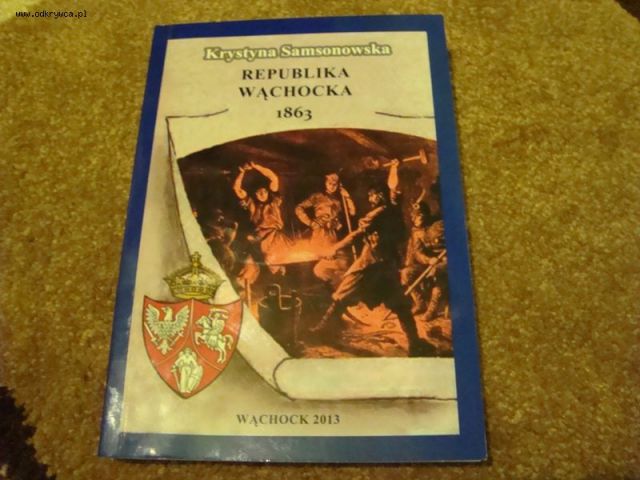 www.odkrywca.pl
Krystyna Samsonowska
REPUBLIKA
WĄCHOCKA
1863
WĄCHOCK 2013